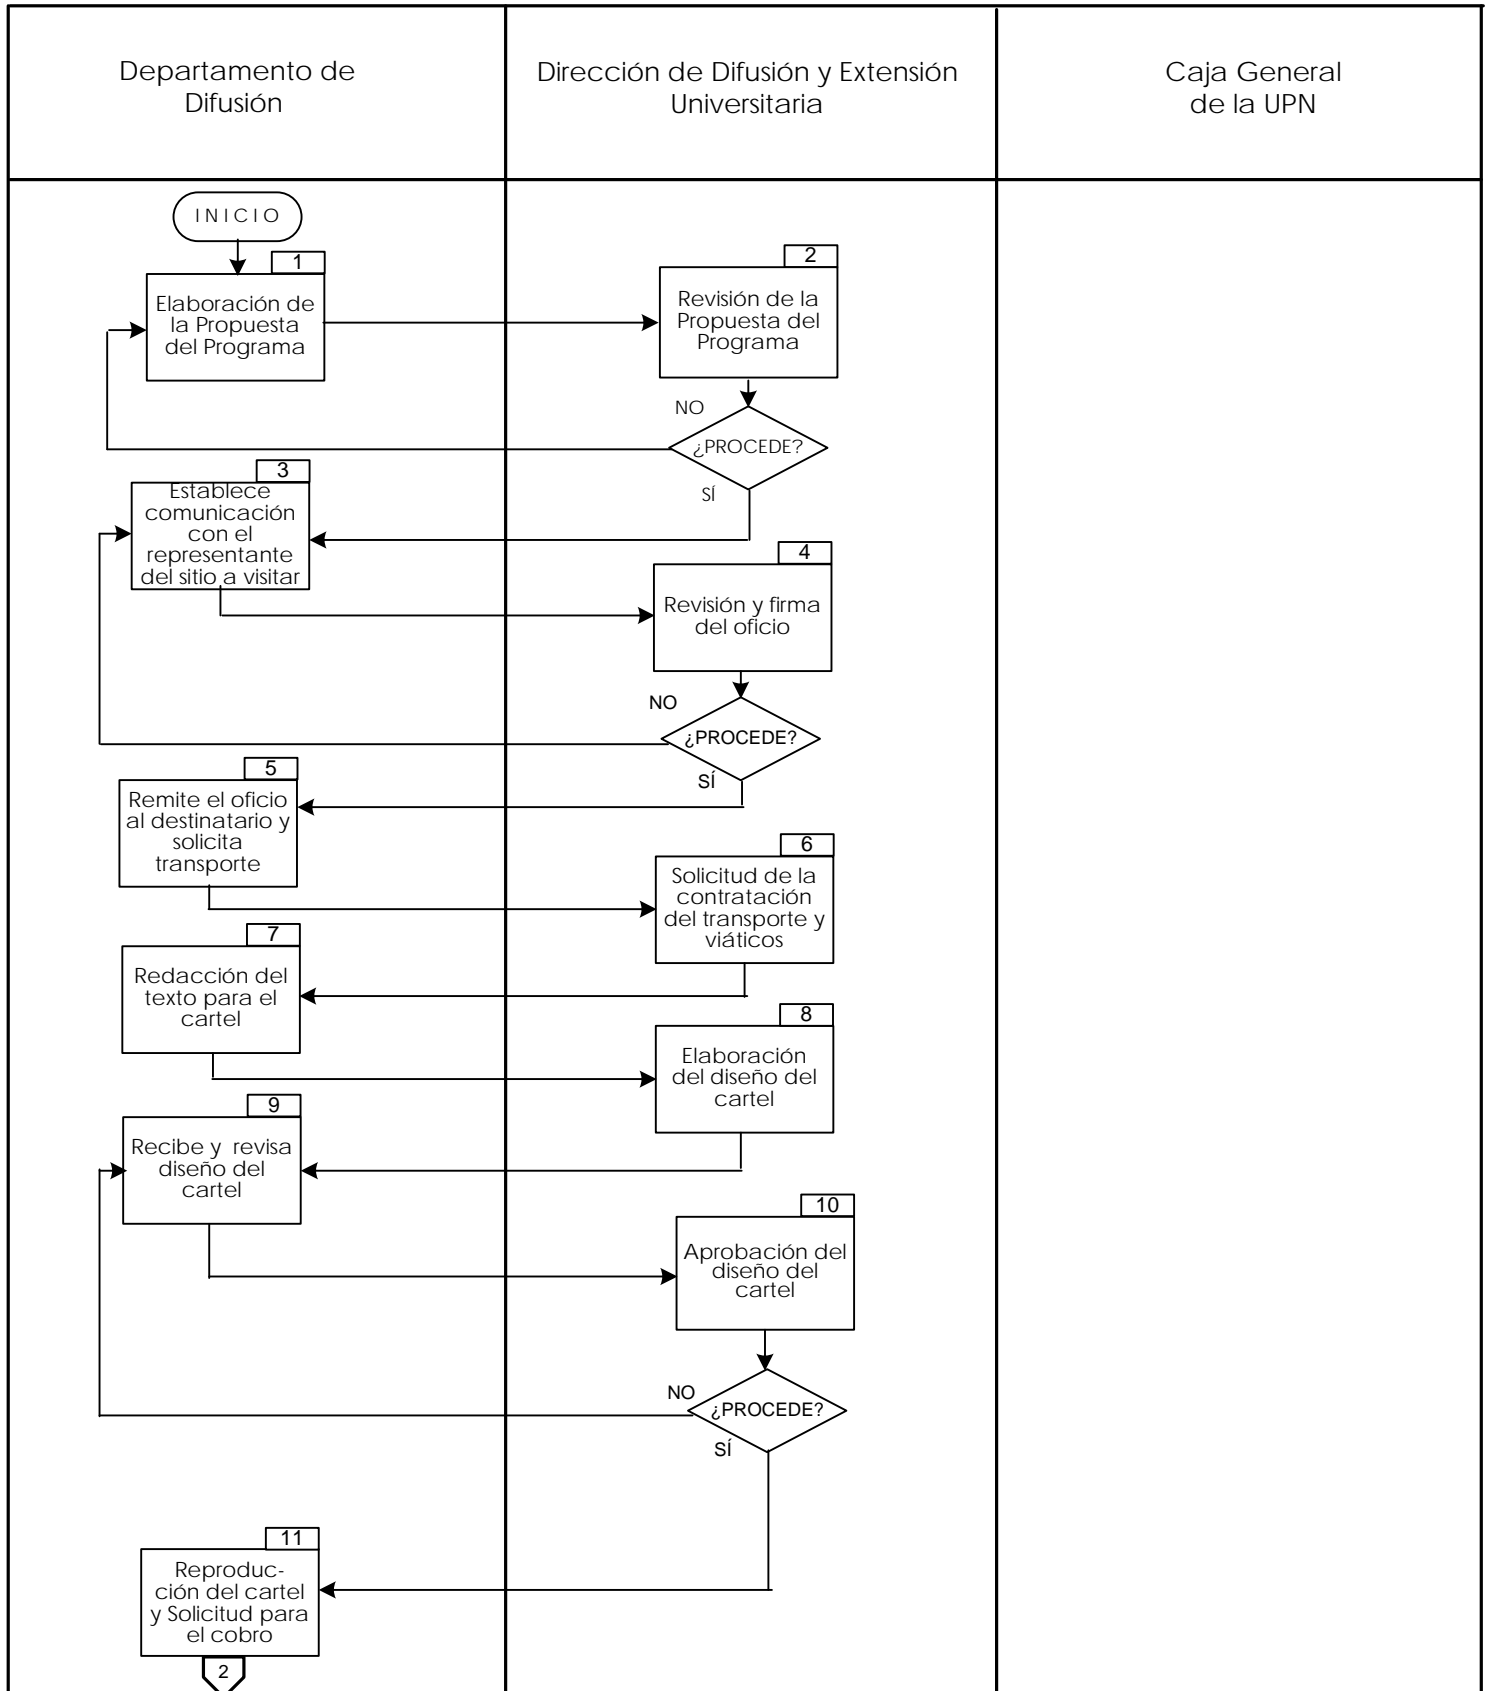 Departamento de
Difusión
Dirección de Difusión y Extensión
Universitaria
Caja General
de la UPN
INICIO
1
Elaboración de
la Propuesta
del Programa
2
Revisión de la
Propuesta del
Programa
NO
¿PROCEDE?
SÍ
3
Establece
comunicación
con el
representante
del sitio a visitar
4
Revisión y firma
del oficio
NO
¿PROCEDE?
SÍ
5
Remite el oficio
al destinatario y
solicita
transporte
6
Solicitud de la
contratación
del transporte y
viáticos
7
Redacción del
texto para el
cartel
8
Elaboración
del diseño del
cartel
9
Recibe y revisa
diseño del
cartel
10
Aprobación del
diseño del
cartel
NO
¿PROCEDE?
SÍ
11
Reproduc-
ción del cartel
y Solicitud para
el cobro
2